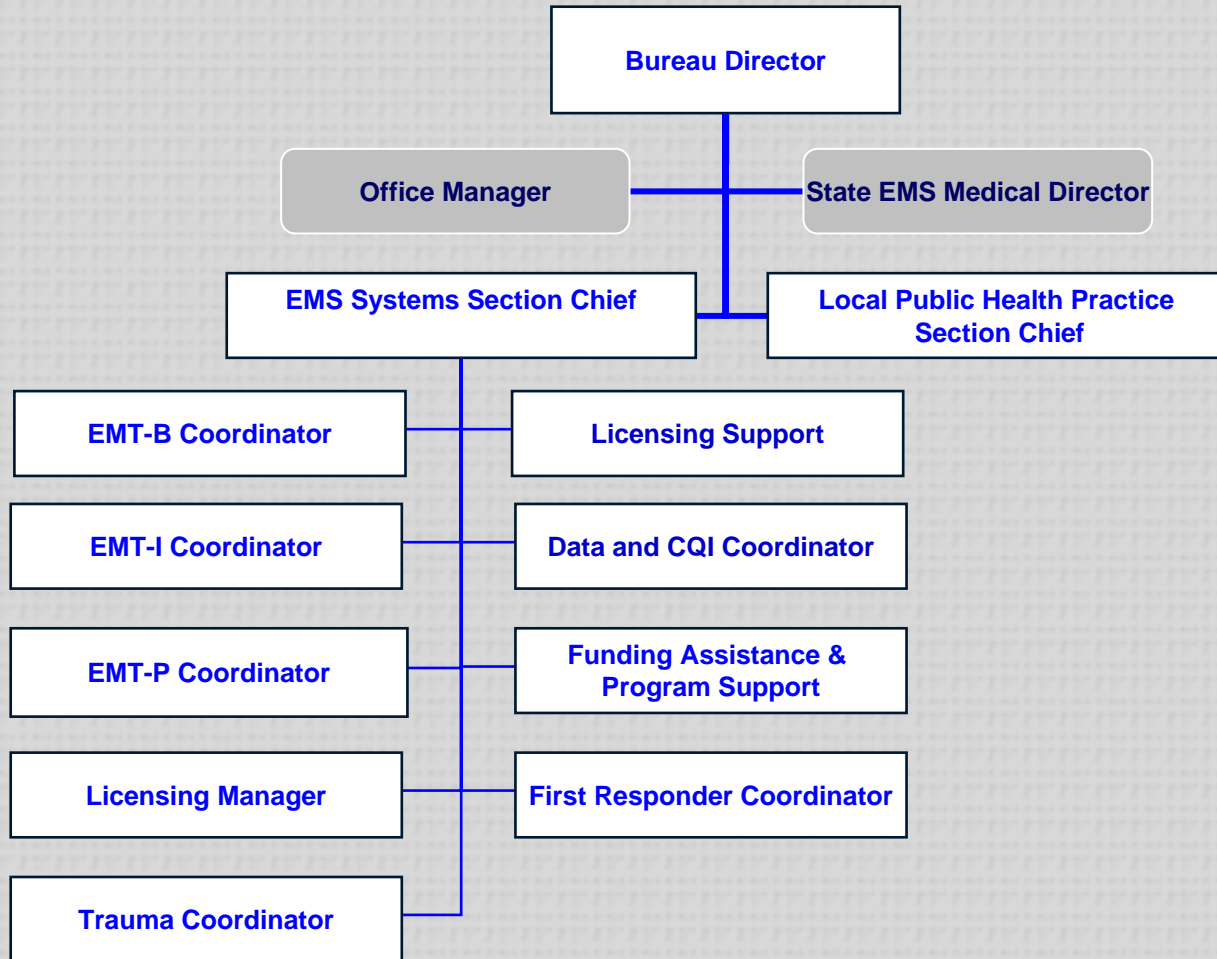 Bureau Director
Office Manager
State EMS Medical Director
EMS Systems Section Chief
Local Public Health Practice
Section Chief
EMT-B Coordinator
Licensing Support
EMT-I Coordinator
Data and CQI Coordinator
EMT-P Coordinator
Funding Assistance &
Program Support
Licensing Manager
First Responder Coordinator
Trauma Coordinator